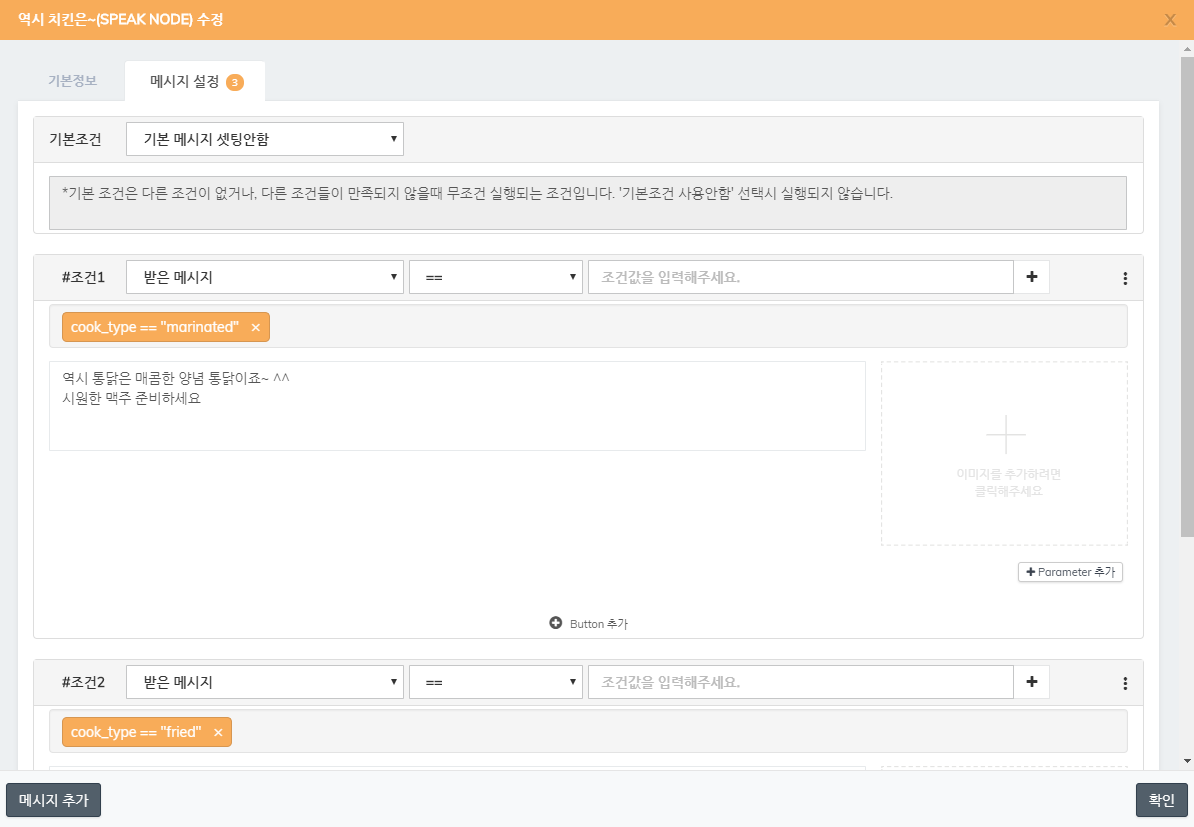 역시 치킨은~(SPEAK NODE) 수정
X
기본정보
메시지 설정 3
기본조건
기본 메시지 셋팅안함
*기본 조건은 다른 조건이 없거나, 다른 조건들이 만족되지 않을때 무조건 실행되는 조건입니다. '기본조건 사용안함' 선택시 실행되지 않습니다.
#조건1
받은 메시지
==
조건값을 입력해주세요.
cook_type == "marinated" ×
역시 통닭은 매콤한 양념 통닭이죠~ ^^
시원한 맥주 준비하세요
이미지를 추가하려면
클릭해주세요
Parameter 추가
Button 추가
#조건2
받은 메시지
==
조건값을 입력해주세요.
cook_type == "fried" ×
메시지 추가
확인